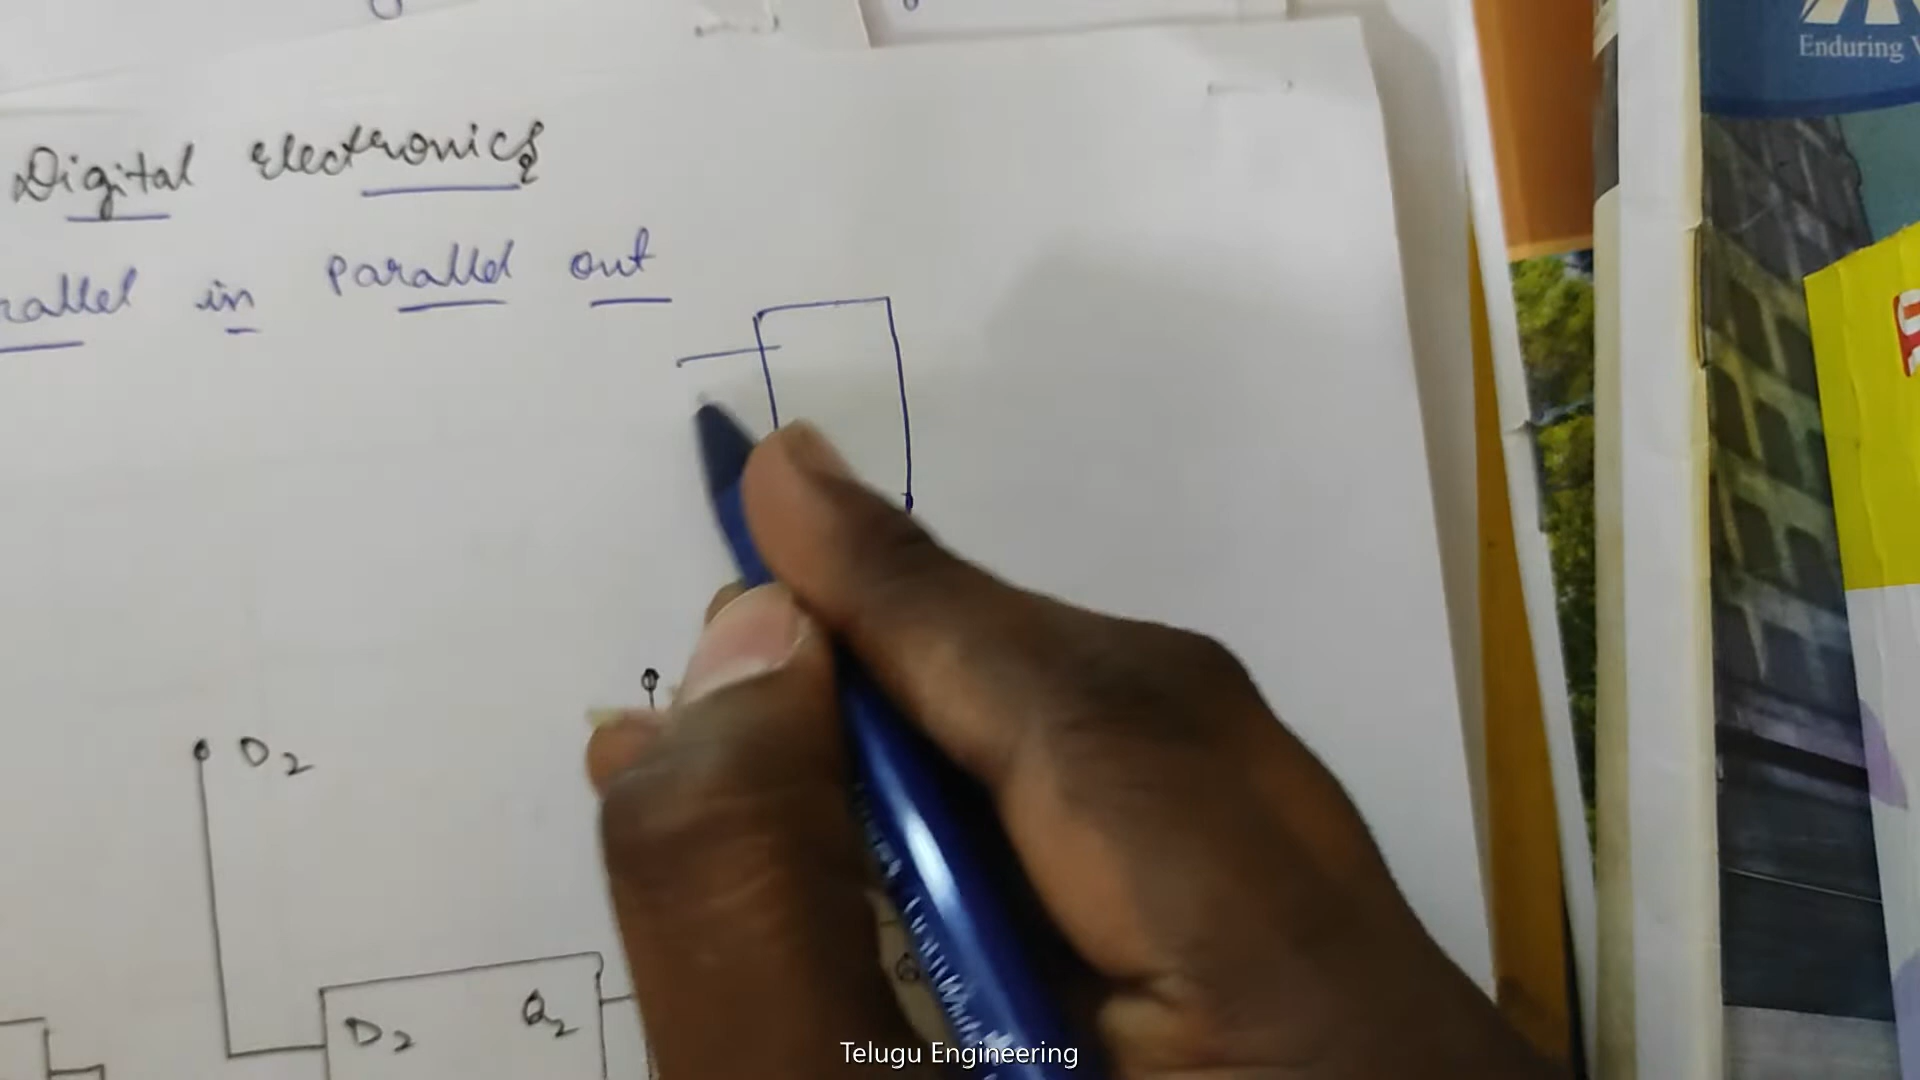 Digital electronics
rallel in parallel out
D2
D2 Q2
Enduring
Telugu Engineering